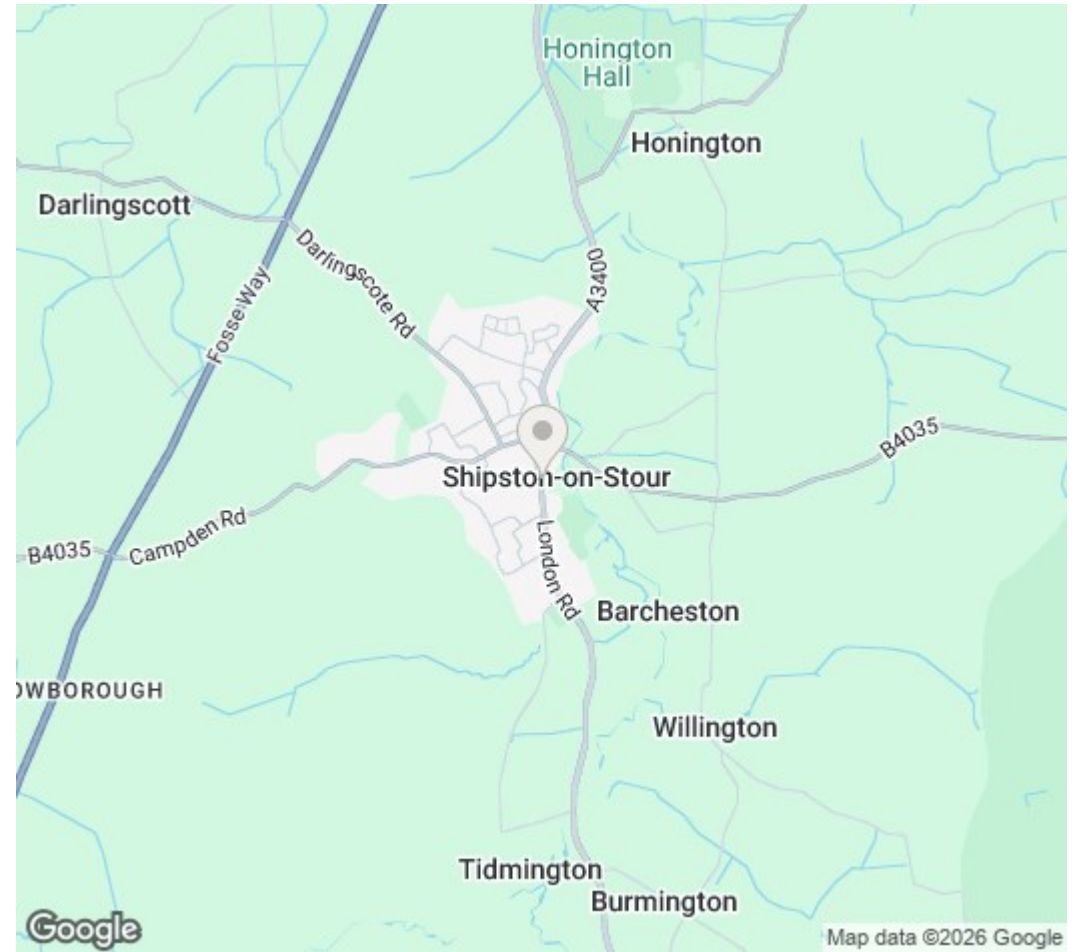 Honington
Hall
Honington
Darlingscott
A3400
Darlingscote Rd
Fosse Way
B4035
Shipston-on-Stour
Campden Rd
B4035
London Rd
Barcheston
OWBOROUGH
Willington
Tidmington
Burmington
Google
Map data ©2026 Google